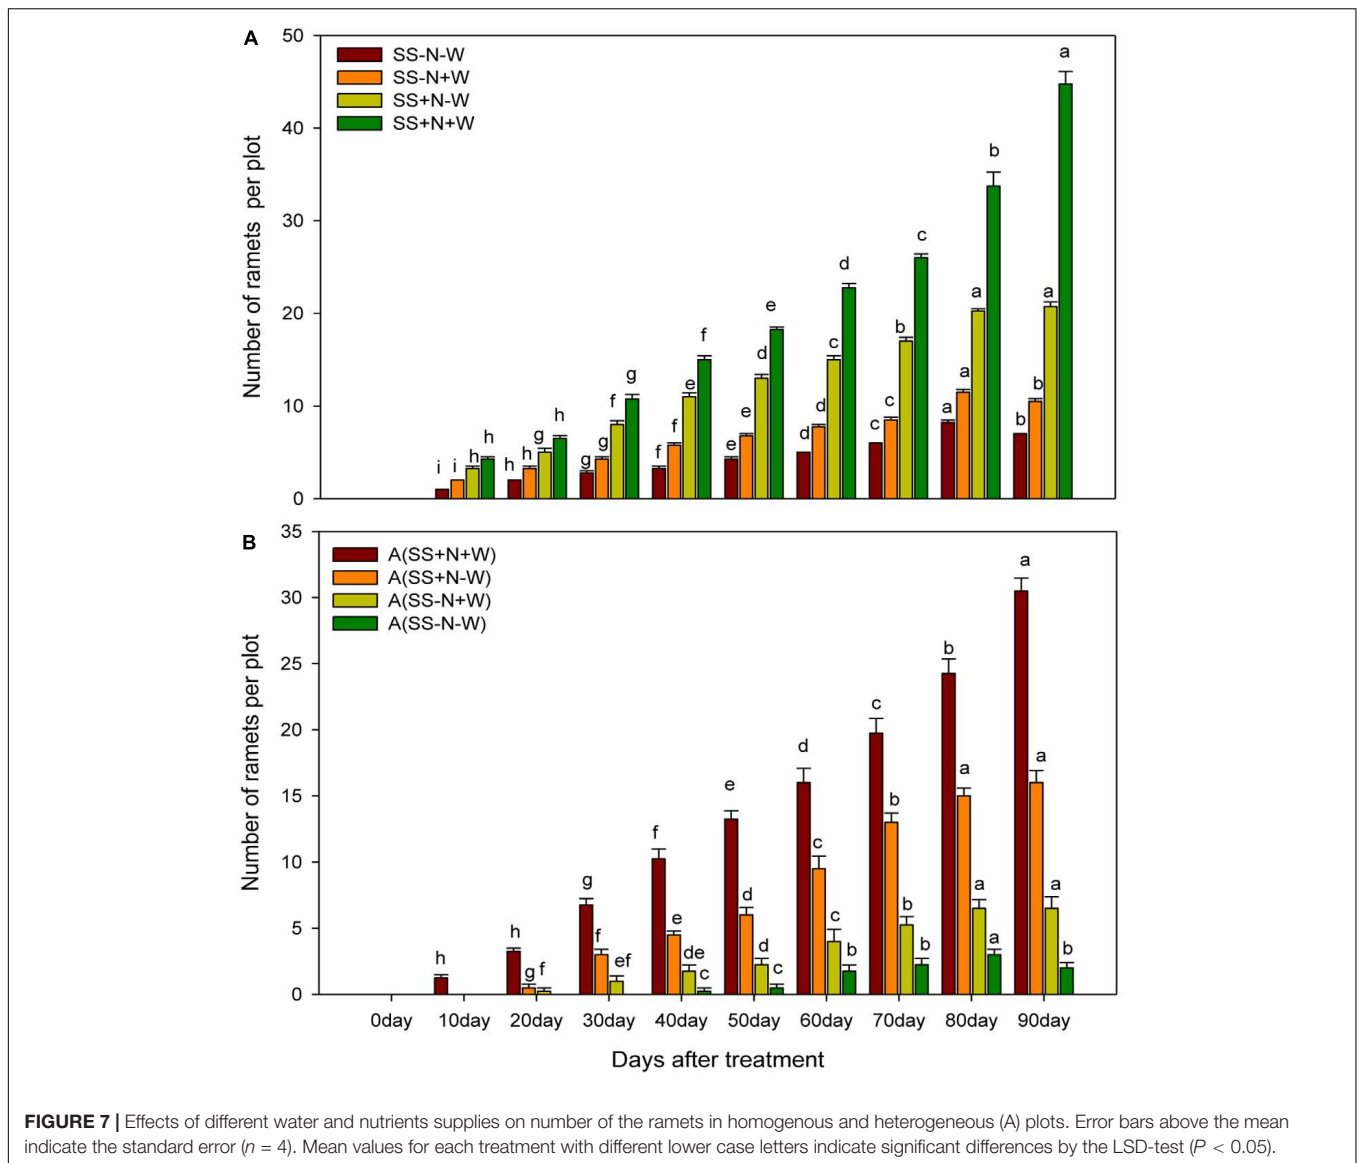 A
50
SS-N-W
SS-N+W
SS+N-W
SS+N+W
40
30
20
10
0
Number of ramets per plot
i i h h
h h g h
g g f g
f f e f
e e d e
d d c d
c c b c
a a a b
b b a a
B
35
A(SS+N+W)
A(SS+N-W)
A(SS-N+W)
A(SS-N-W)
30
25
20
15
10
5
0
Number of ramets per plot
h
h g f
g f ef
f e de c
e d d c
d c c b
c b b b
b a a a
a a a b
0day 10day 20day 30day 40day 50day 60day 70day 80day 90day
Days after treatment
FIGURE 7 | Effects of different water and nutrients supplies on number of the ramets in homogenous and heterogeneous (A) plots. Error bars above the mean
indicate the standard error (n = 4). Mean values for each treatment with different lower case letters indicate significant differences by the LSD-test (P < 0.05).